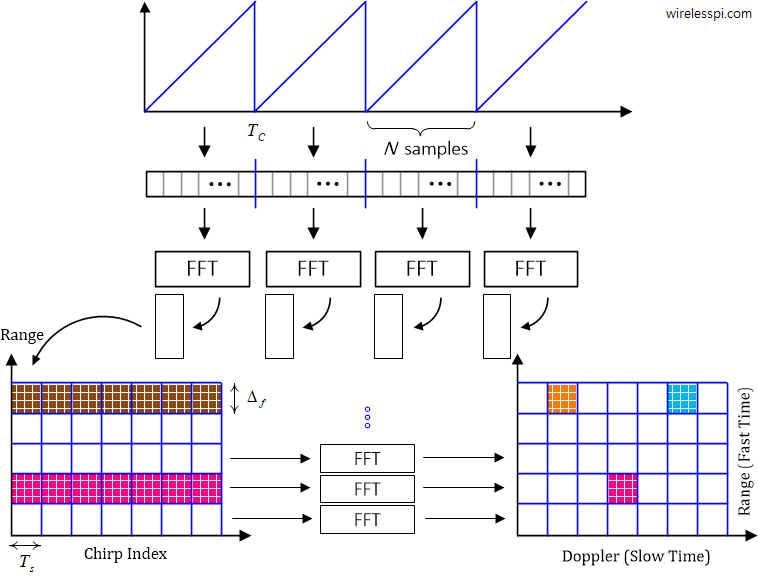 wirelesspi.com
T_C
N samples
... ... ... ...
FFT FFT FFT FFT
Range
Δ_f
FFT
FFT
FFT
Range (Fast Time)
Chirp Index
Doppler (Slow Time)
T_s